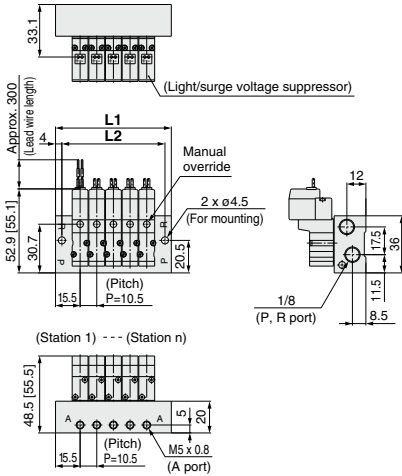 33.1
(Light/surge voltage suppressor)
Approx. 300
(Lead wire length)
L1
4
L2
Manual
override
2 x ø4.5
(For mounting)
52.9 [55.1]
30.7
R
R
P
P
20.5
(Pitch)
15.5
P=10.5
12
17.5
36
11.5
8.5
1/8
(P, R port)
(Station 1) --- (Station n)
48.5 [55.5]
A
A
5
20
(Pitch)
15.5
P=10.5
M5 x 0.8
(A port)